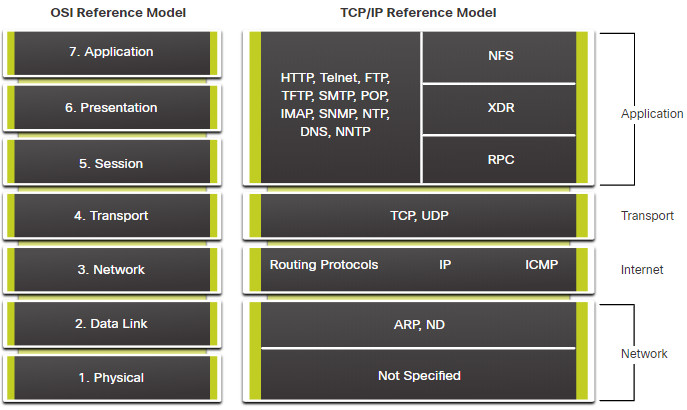 OSI Reference Model
7. Application
6. Presentation
5. Session
4. Transport
3. Network
2. Data Link
1. Physical
TCP/IP Reference Model
HTTP, Telnet, FTP,
TFTP, SMTP, POP,
IMAP, SNMP, NTP,
DNS, NNTP
NFS
XDR
RPC
TCP, UDP
Routing Protocols
IP
ICMP
ARP, ND
Not Specified
Application
Transport
Internet
Network